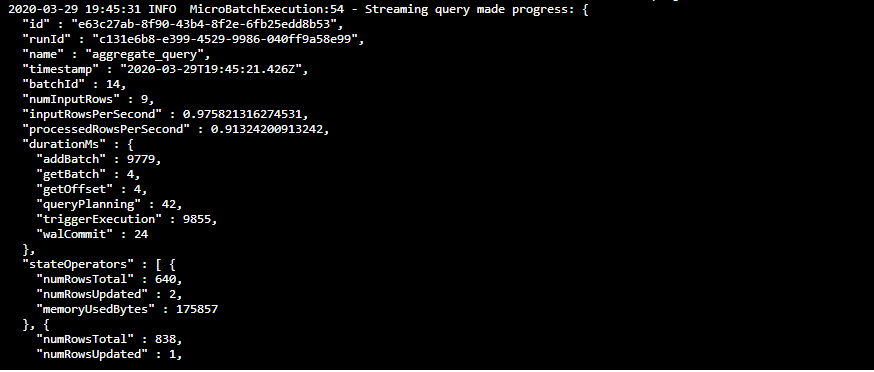 2020-03-29 19:45:31 INFO  MicroBatchExecution:54 - Streaming query made progress: {
  "id" : "e63c27ab-8f90-43b4-8f2e-6fb25edd8b53",
  "runId" : "c131e6b8-e399-4529-9986-040ff9a58e99",
  "name" : "aggregate_query",
  "timestamp" : "2020-03-29T19:45:21.426Z",
  "batchId" : 14,
  "numInputRows" : 9,
  "inputRowsPerSecond" : 0.975821316274531,
  "processedRowsPerSecond" : 0.91324200913242,
  "durationMs" : {
    "addBatch" : 9779,
    "getBatch" : 4,
    "getOffset" : 4,
    "queryPlanning" : 42,
    "triggerExecution" : 9855,
    "walCommit" : 24
  },
  "stateOperators" : [ {
    "numRowsTotal" : 640,
    "numRowsUpdated" : 2,
    "memoryUsedBytes" : 175857
  }, {
    "numRowsTotal" : 838,
    "numRowsUpdated" : 1,